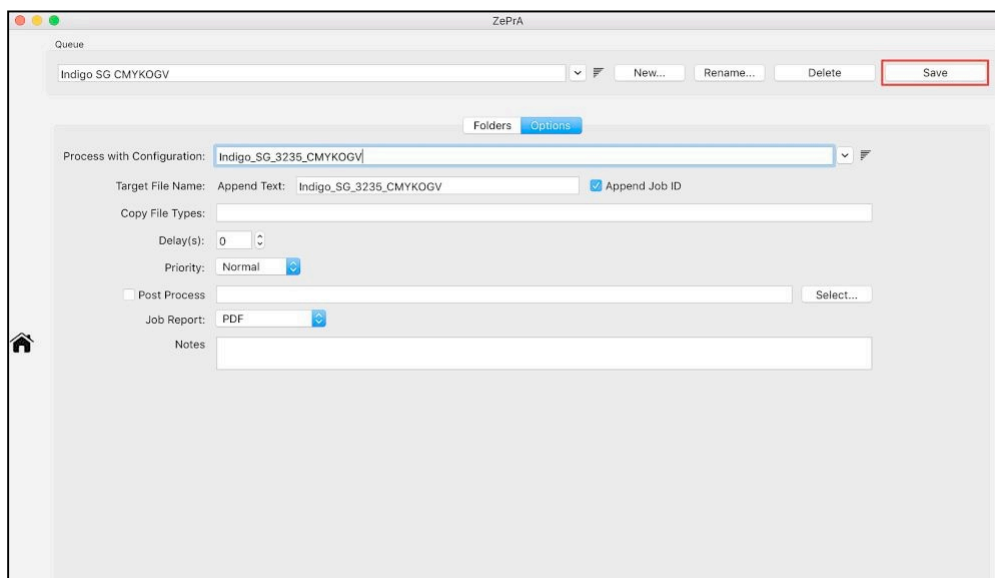 ZePrA
Queue
Indigo SG CMYKOGV New... Rename... Delete Save
Folders Options
Process with Configuration: Indigo_SG_3235_CMYKOGV
Target File Name: Append Text: Indigo_SG_3235_CMYKOGV Append Job ID
Copy File Types:
Delay(s): 0
Priority: Normal
Post Process Select...
Job Report: PDF
Notes